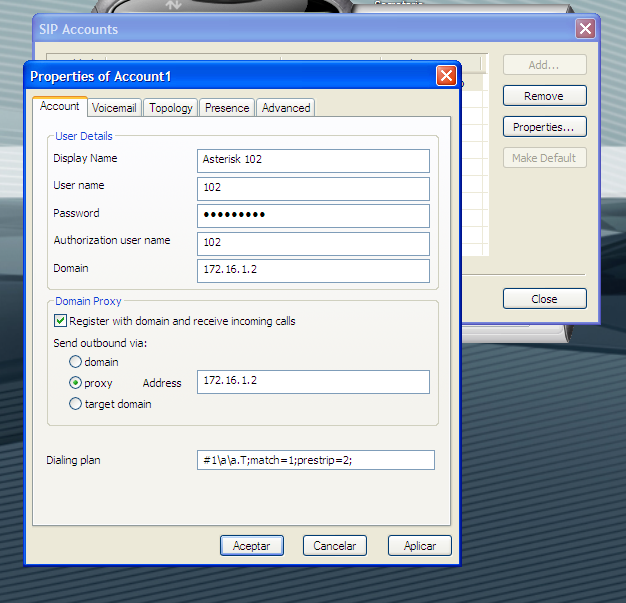 SIP Accounts
Add...
Remove
Properties...
Make Default
Close
Properties of Account1
Account Voicemail Topology Presence Advanced
User Details
Display Name Asterisk 102
User name 102
Password •••••••••
Authorization user name 102
Domain 172.16.1.2
Domain Proxy
Register with domain and receive incoming calls
Send outbound via:
domain
proxy Address 172.16.1.2
target domain
Dialing plan #1\a\a.T;match=1;prestrip=2;
Aceptar Cancelar Aplicar